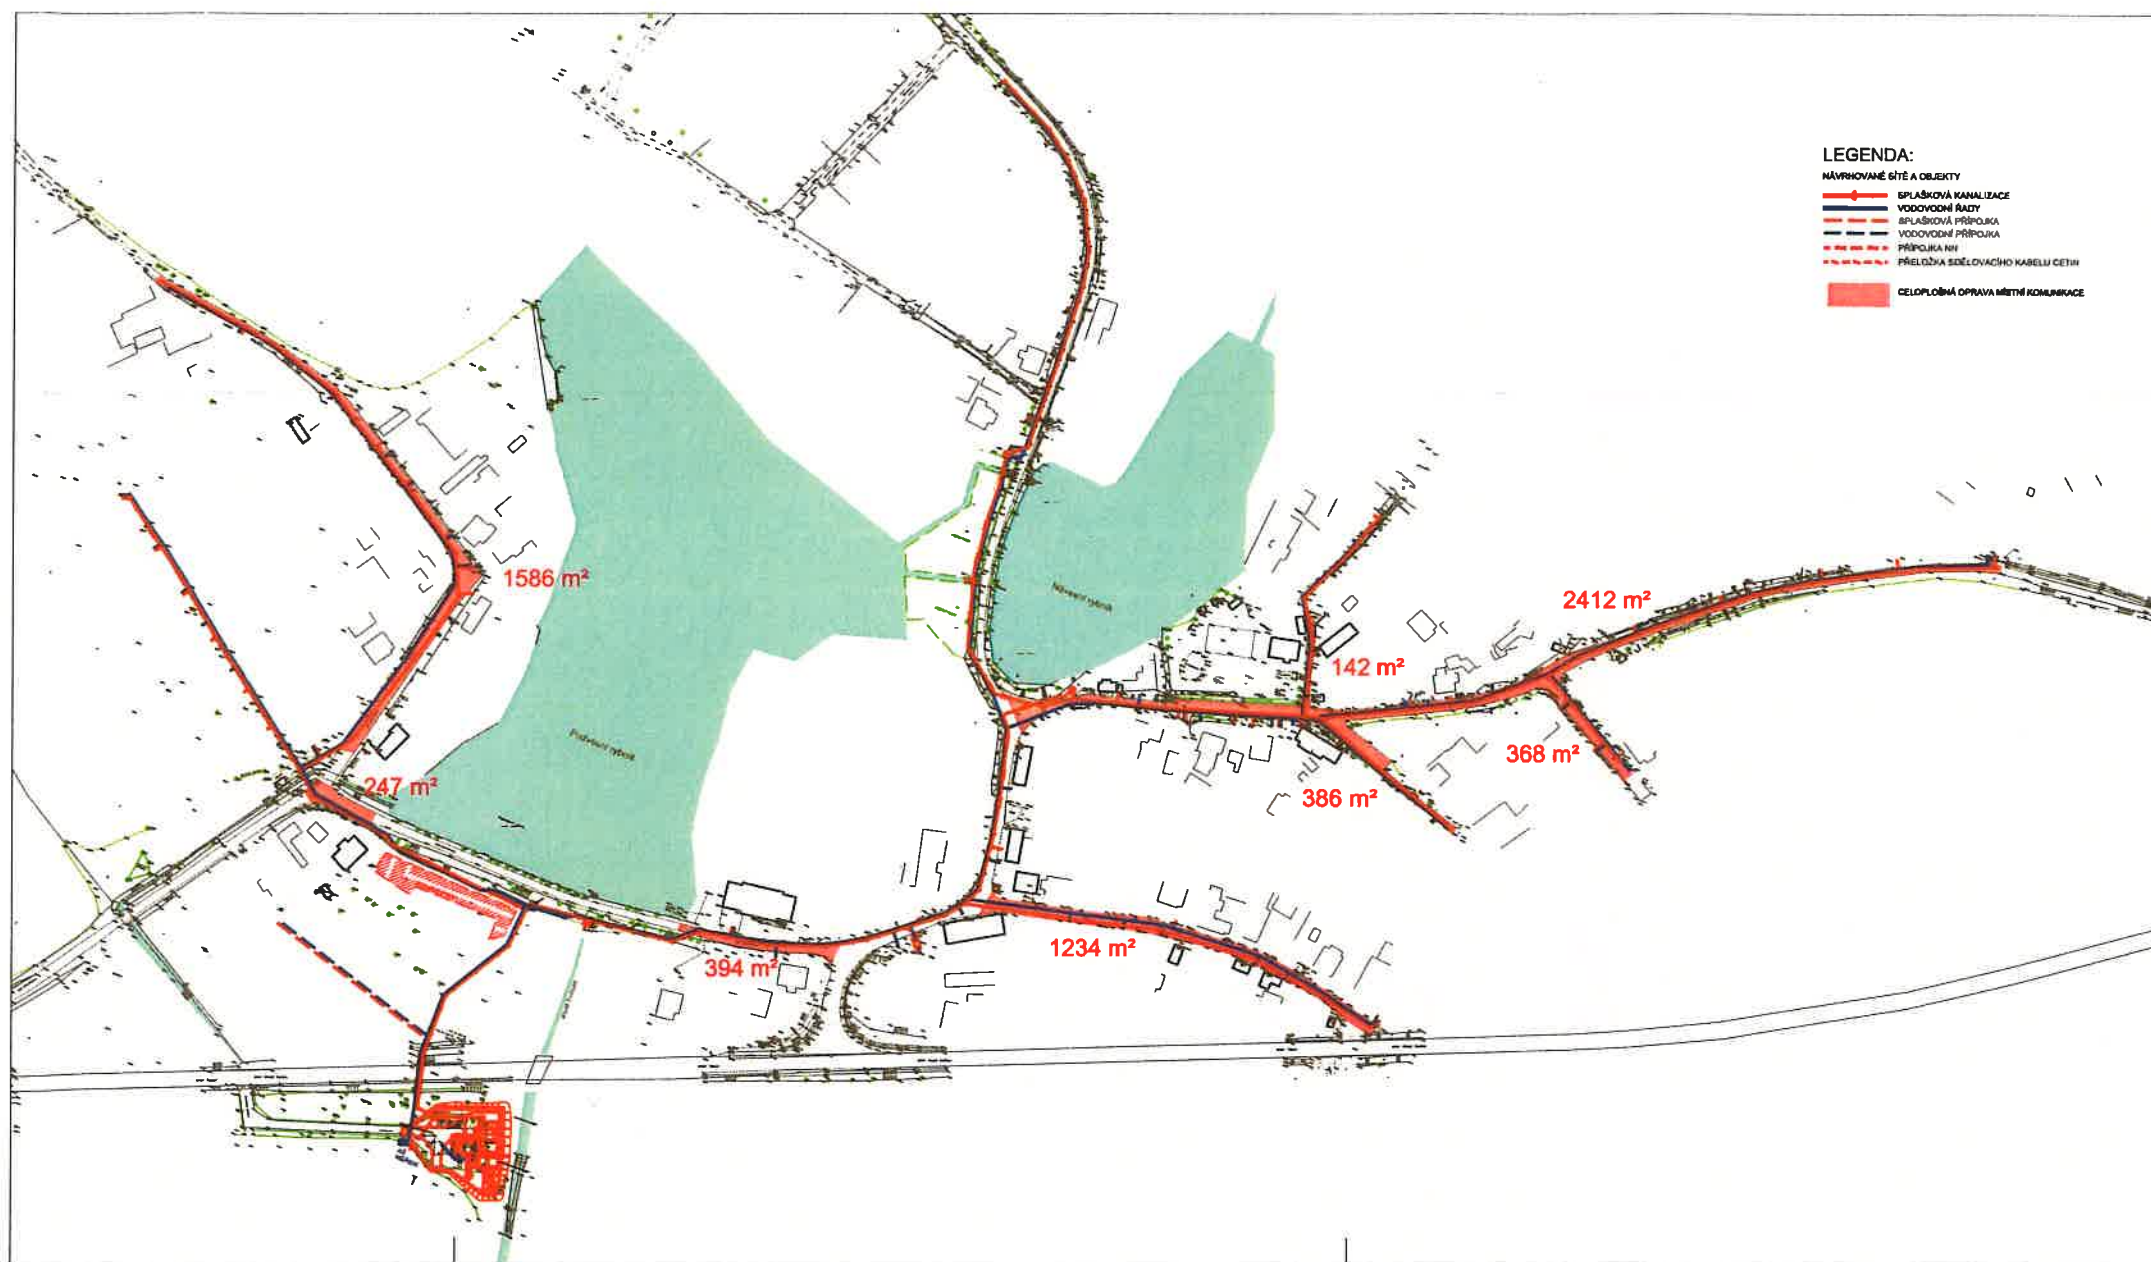 LEGENDA:
NÁVRHOVANÉ SÍTĚ A OBJEKTY
SPLAŠKOVÁ KANALIZACE
VODOVODNÍ ŘADY
SPLAŠKOVÁ PŘÍPOJKA
VODOVODNÍ PŘÍPOJKA
PŘÍPOJKA NN
PŘELOŽKA SDĚLOVACÍHO KABELU CETIN
CELOPLOŠNÁ OPRAVA MÍSTNÍ KOMUNIKACE
1586 m²
2412 m²
142 m²
368 m²
247 m²
386 m²
394 m²
1234 m²